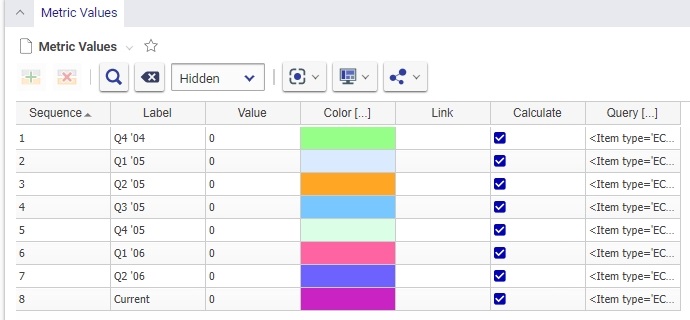 Metric Values
Metric Values
Hidden
Sequence Label Value Color [...] Link Calculate Query [...]
1 Q4 '04 0 <Item type='EC...
2 Q1 '05 0 <Item type='EC...
3 Q2 '05 0 <Item type='EC...
4 Q3 '05 0 <Item type='EC...
5 Q4 '05 0 <Item type='EC...
6 Q1 '06 0 <Item type='EC...
7 Q2 '06 0 <Item type='EC...
8 Current 0 <Item type='EC...